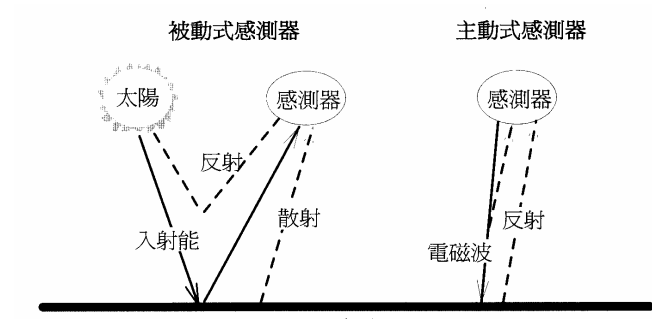 被動式感測器
主動式感測器
太陽
感測器
感測器
反射
散射
反射
入射能
電磁波